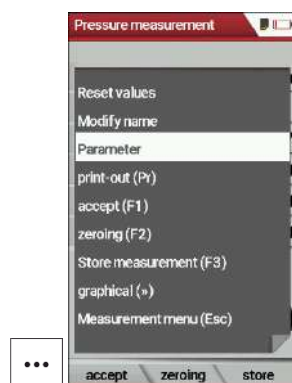 Pressure measurement
Reset values
Modify name
Parameter
print-out (Pr)
accept (F1)
zeroing (F2)
Store measurement (F3)
graphical (»)
Measurement menu (Esc)
...
accept zeroing store